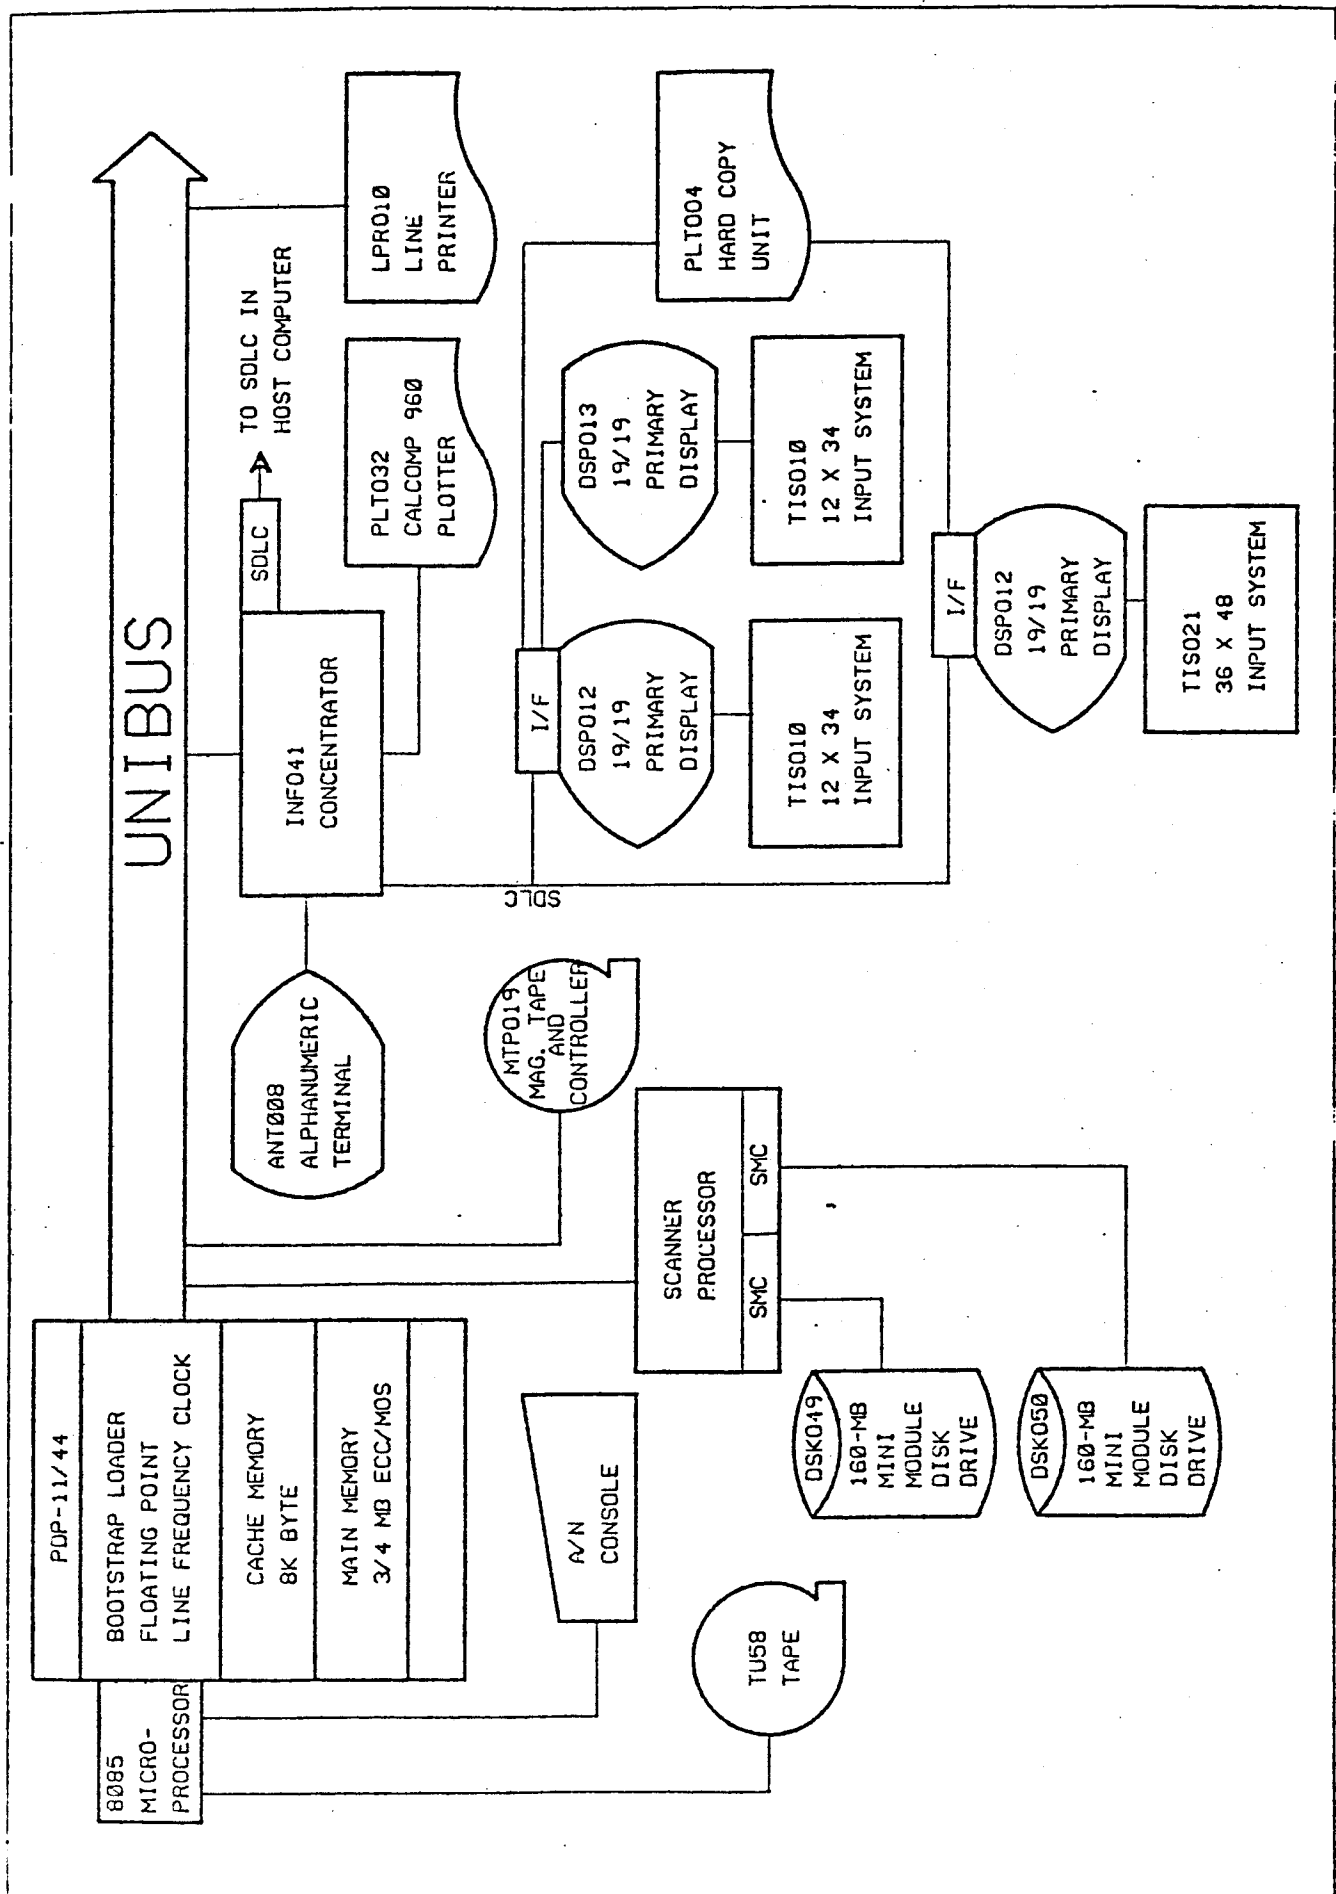 UNIBUS
PDP-11/44
BOOTSTRAP LOADER
FLOATING POINT
LINE FREQUENCY CLOCK
CACHE MEMORY
8K BYTE
MAIN MEMORY
3/4 MB ECC/MOS
8085
MICRO-
PROCESSOR
A/N
CONSOLE
TU58
TAPE
SCANNER
PROCESSOR
SMC
SMC
DSK049
160-MB
MINI
MODULE
DISK
DRIVE
DSK050
160-MB
MINI
MODULE
DISK
DRIVE
MTP019
MAG. TAPE
AND
CONTROLLER
ANT008
ALPHANUMERIC
TERMINAL
INF041
CONCENTRATOR
SDLC
TO SDLC IN
HOST COMPUTER
PLT032
CALCOMP 960
PLOTTER
LPR010
LINE
PRINTER
SDLC
I/F
DSP012
19/19
PRIMARY
DISPLAY
TIS010
12 X 34
INPUT SYSTEM
DSP013
19/19
PRIMARY
DISPLAY
TIS010
12 X 34
INPUT SYSTEM
PLT004
HARD COPY
UNIT
I/F
DSP012
19/19
PRIMARY
DISPLAY
TIS021
36 X 48
INPUT SYSTEM